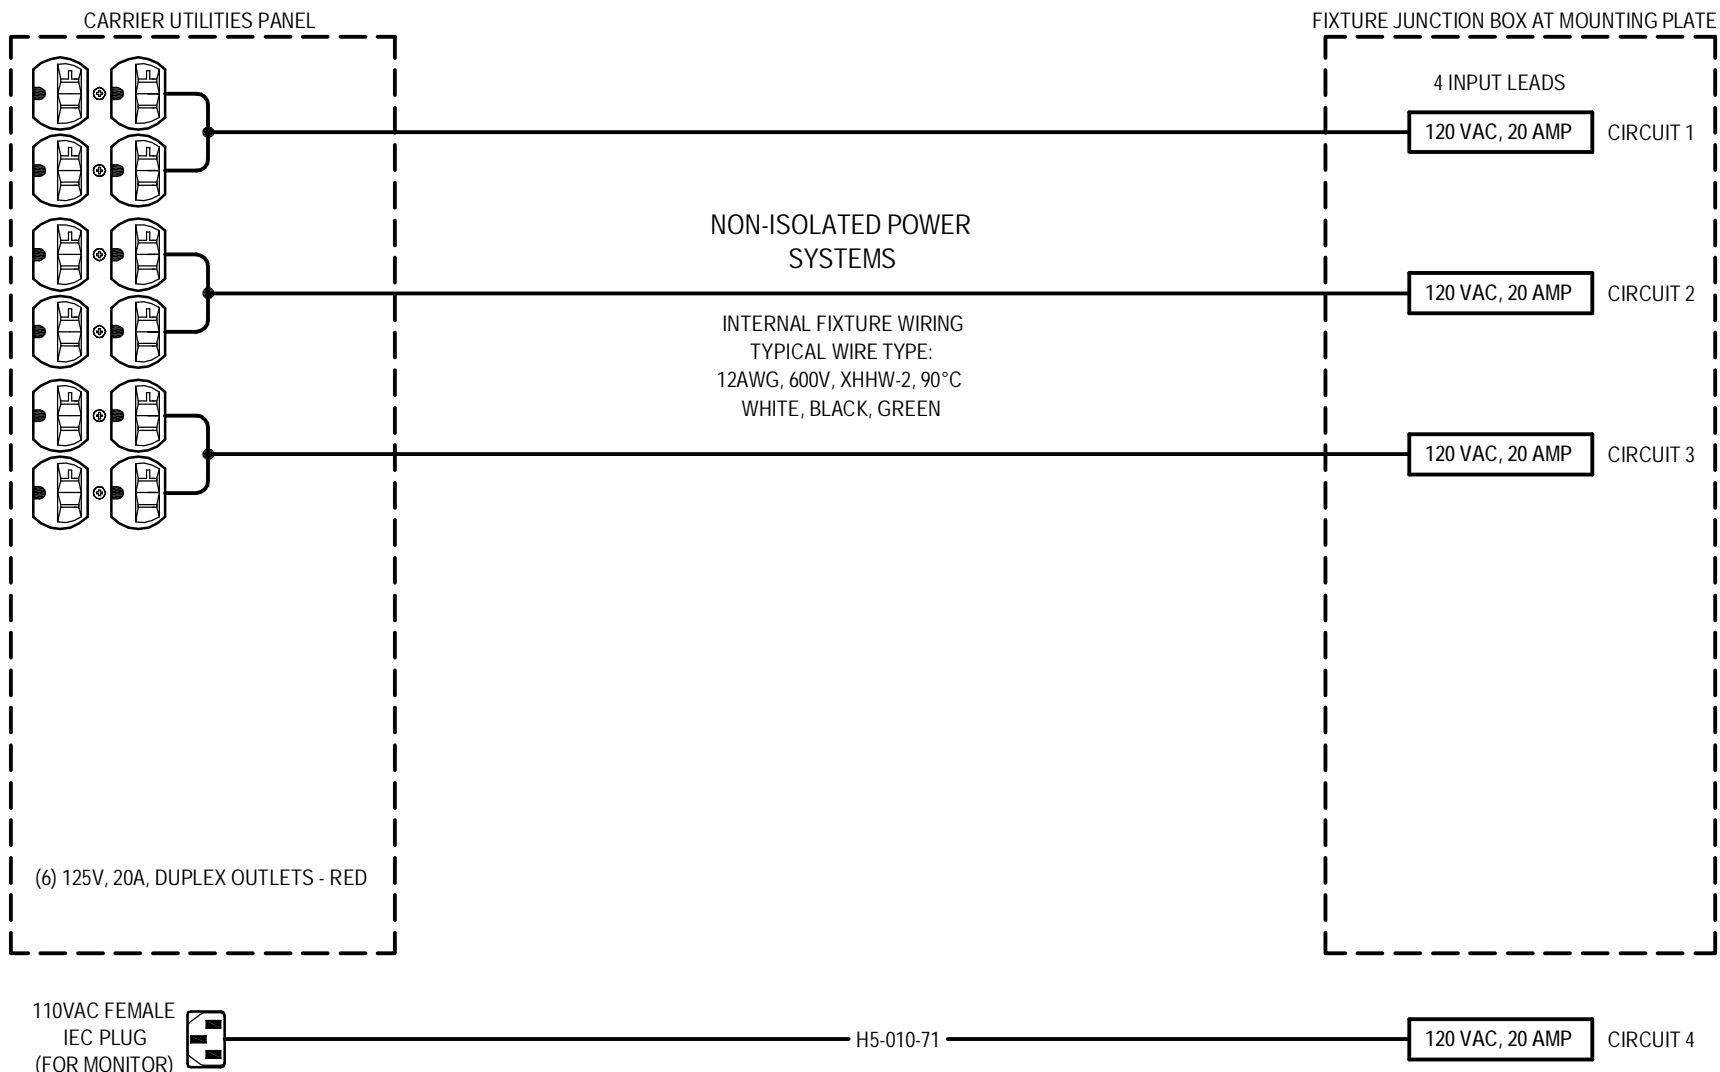 CARRIER UTILITIES PANEL
FIXTURE JUNCTION BOX AT MOUNTING PLATE
4 INPUT LEADS
120 VAC, 20 AMP CIRCUIT 1
NON-ISOLATED POWER
SYSTEMS
120 VAC, 20 AMP CIRCUIT 2
INTERNAL FIXTURE WIRING
TYPICAL WIRE TYPE:
12AWG, 600V, XHHW-2, 90°C
WHITE, BLACK, GREEN
120 VAC, 20 AMP CIRCUIT 3
(6) 125V, 20A, DUPLEX OUTLETS - RED
110VAC FEMALE
IEC PLUG
(FOR MONITOR)
H5-010-71
120 VAC, 20 AMP CIRCUIT 4